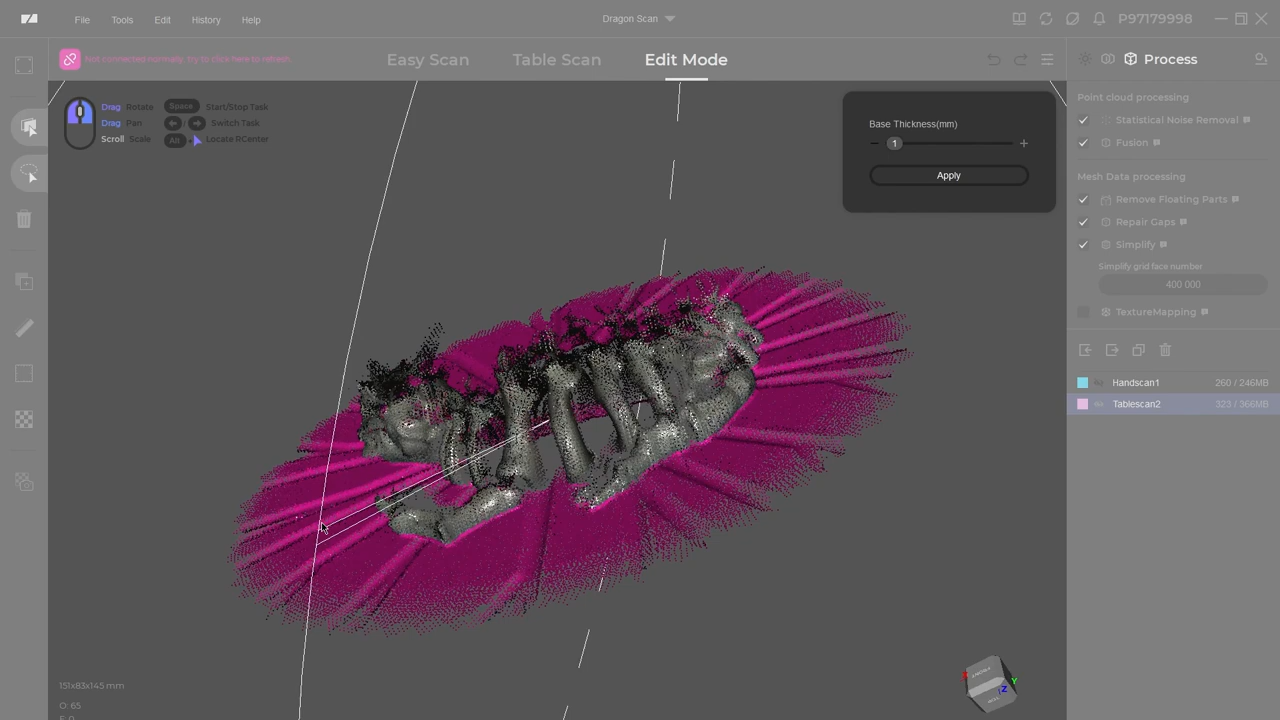 File Tools Edit History Help
Dragon Scan
P97179998
Not connected normally, try to click here to refresh.
Easy Scan Table Scan Edit Mode
Process
Drag Rotate Space Start/Stop Task
Drag Pan / Switch Task
Scroll Scale Alt + Locate RCenter
Base Thickness(mm)
1
Apply
Point cloud processing
Statistical Noise Removal
Fusion
Mesh Data processing
Remove Floating Parts
Repair Gaps
Simplify
Simplify grid face number
400 000
TextureMapping
Handscan1 260 / 246MB
Tablescan2 323 / 366MB
151x83x145 mm
O: 65
F: 0
X Y Z